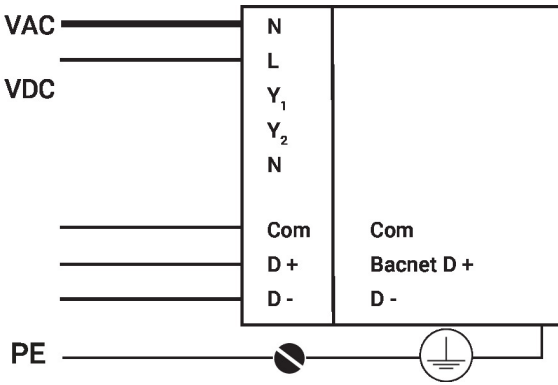 VAC N
L
VDC Y1
Y2
N
Com Com
D + Bacnet D +
D - D -
PE